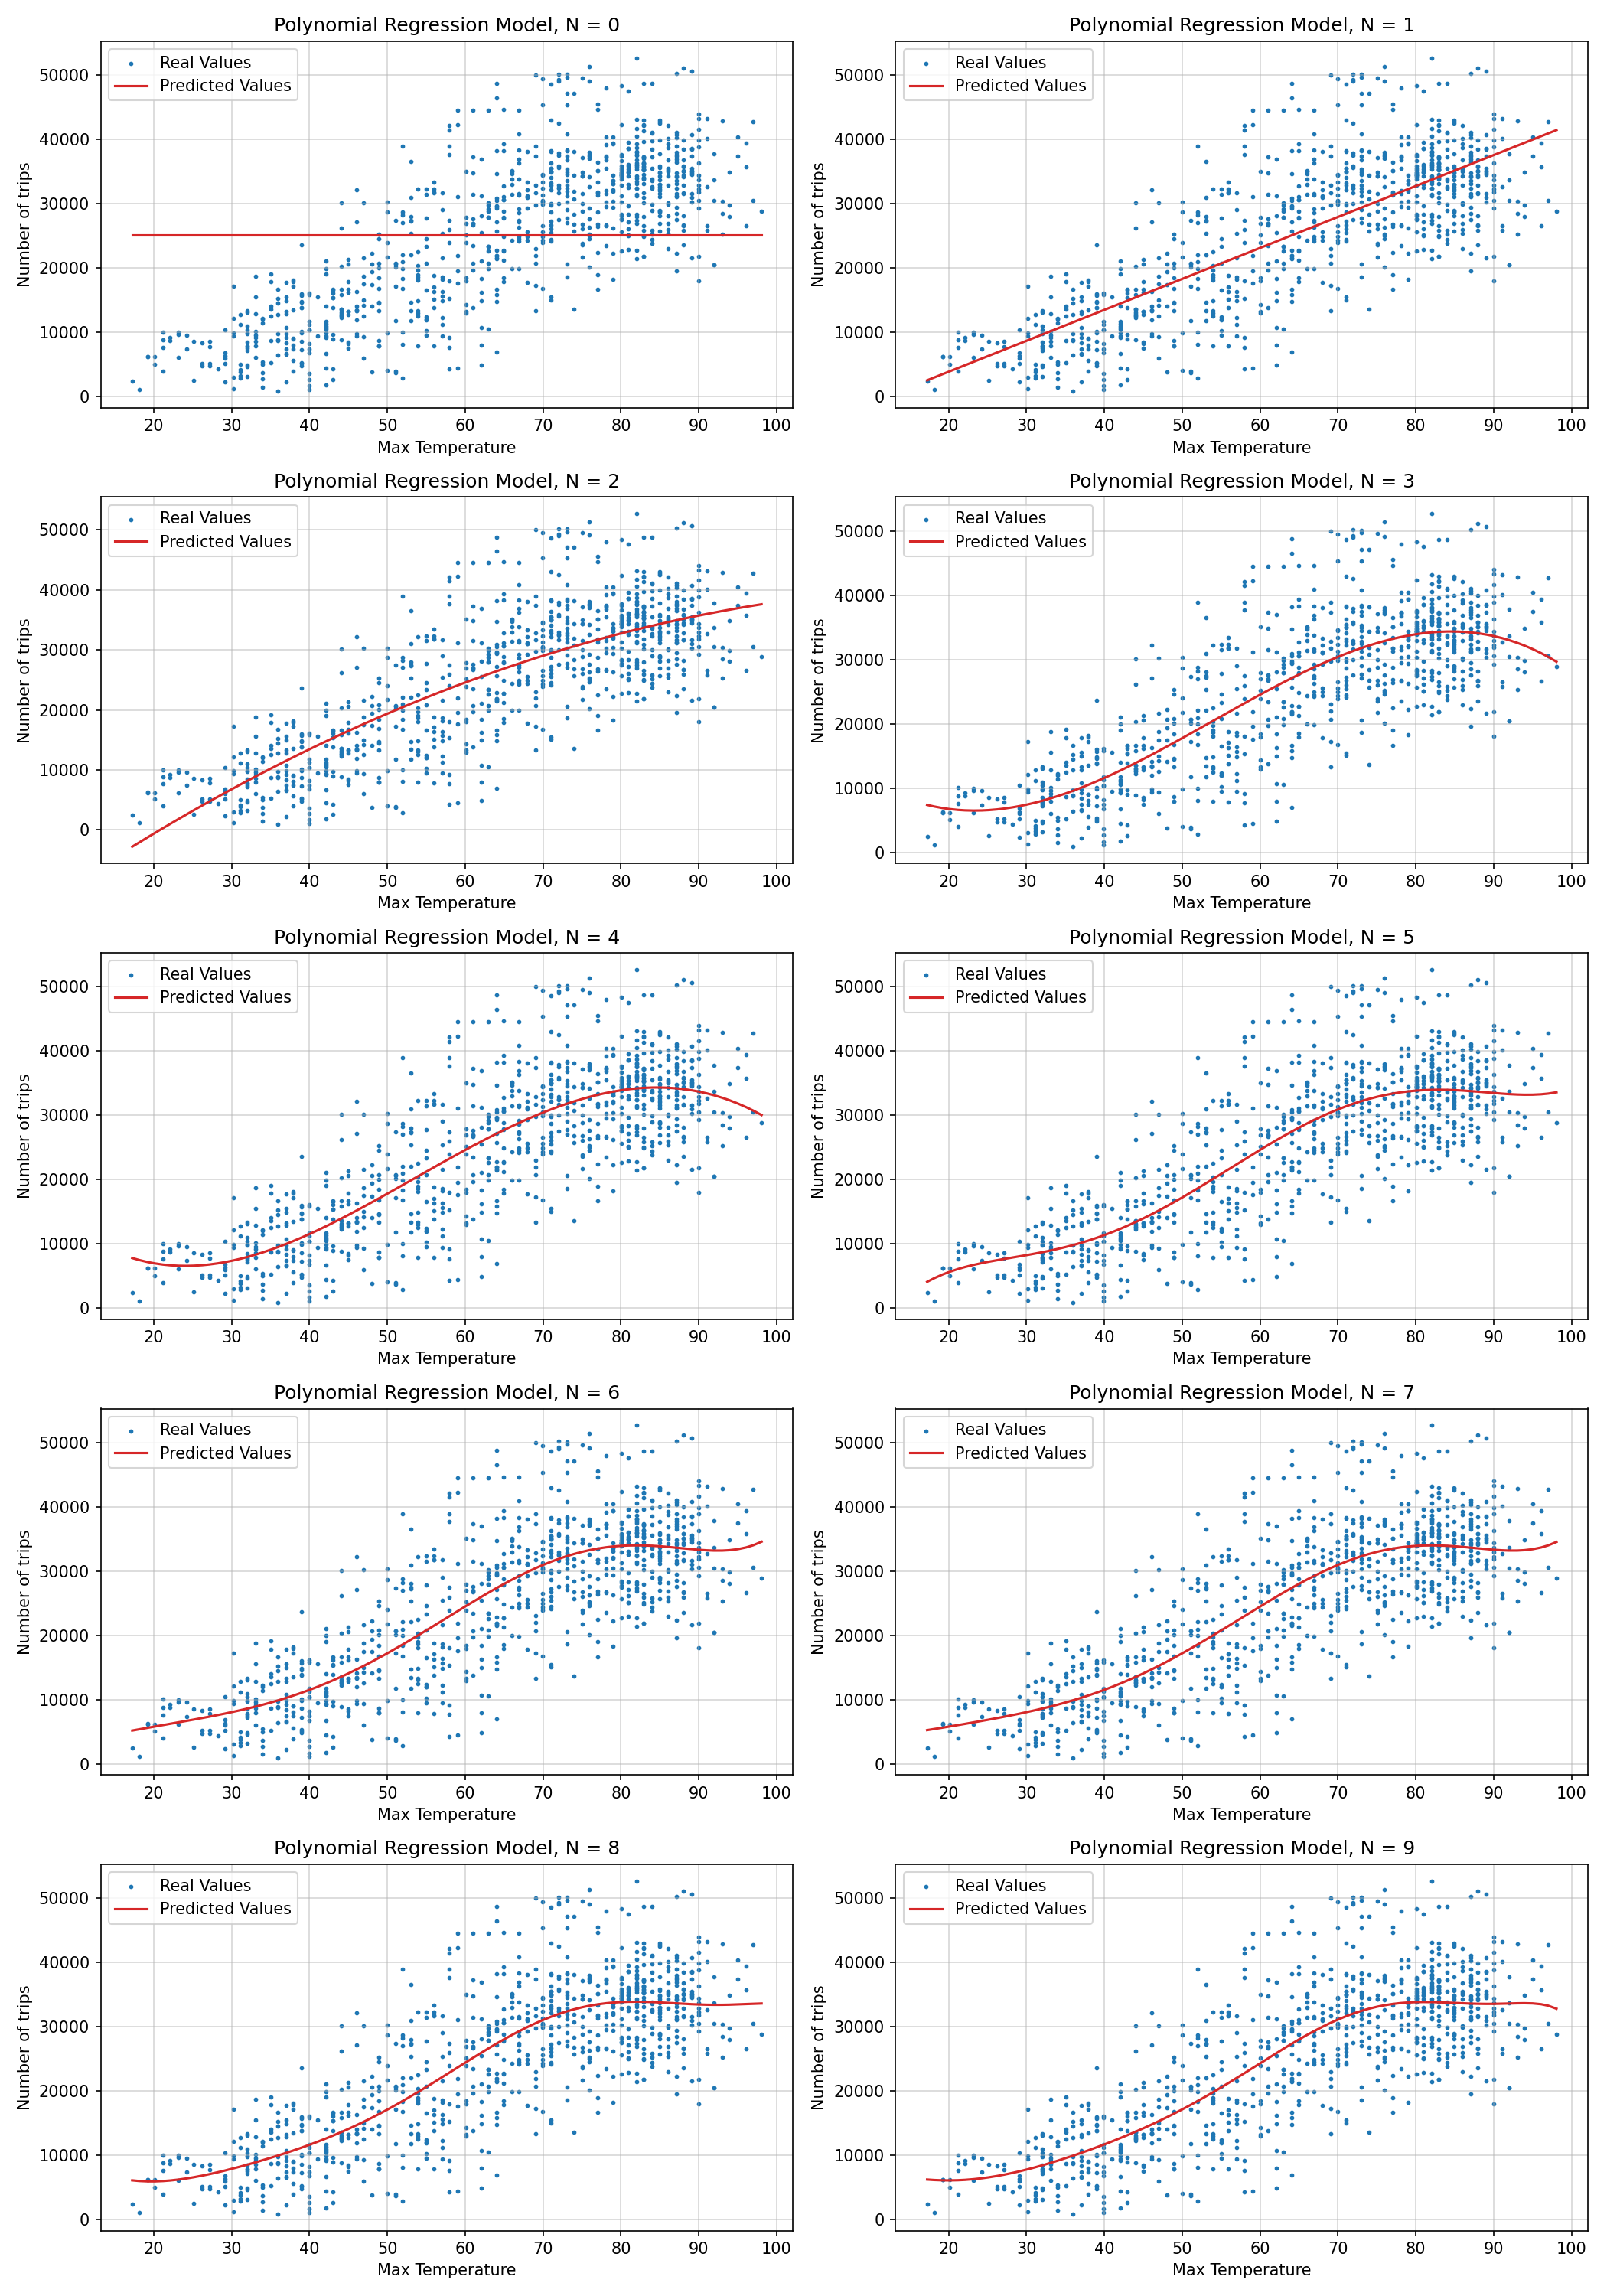 Polynomial Regression Model, N = 0
Real Values
Predicted Values
50000
40000
30000
20000
10000
0
Number of trips
20 30 40 50 60 70 80 90 100
Max Temperature
Polynomial Regression Model, N = 1
Real Values
Predicted Values
50000
40000
30000
20000
10000
0
Number of trips
20 30 40 50 60 70 80 90 100
Max Temperature
Polynomial Regression Model, N = 2
Real Values
Predicted Values
50000
40000
30000
20000
10000
0
Number of trips
20 30 40 50 60 70 80 90 100
Max Temperature
Polynomial Regression Model, N = 3
Real Values
Predicted Values
50000
40000
30000
20000
10000
0
Number of trips
20 30 40 50 60 70 80 90 100
Max Temperature
Polynomial Regression Model, N = 4
Real Values
Predicted Values
50000
40000
30000
20000
10000
0
Number of trips
20 30 40 50 60 70 80 90 100
Max Temperature
Polynomial Regression Model, N = 5
Real Values
Predicted Values
50000
40000
30000
20000
10000
0
Number of trips
20 30 40 50 60 70 80 90 100
Max Temperature
Polynomial Regression Model, N = 6
Real Values
Predicted Values
50000
40000
30000
20000
10000
0
Number of trips
20 30 40 50 60 70 80 90 100
Max Temperature
Polynomial Regression Model, N = 7
Real Values
Predicted Values
50000
40000
30000
20000
10000
0
Number of trips
20 30 40 50 60 70 80 90 100
Max Temperature
Polynomial Regression Model, N = 8
Real Values
Predicted Values
50000
40000
30000
20000
10000
0
Number of trips
20 30 40 50 60 70 80 90 100
Max Temperature
Polynomial Regression Model, N = 9
Real Values
Predicted Values
50000
40000
30000
20000
10000
0
Number of trips
20 30 40 50 60 70 80 90 100
Max Temperature